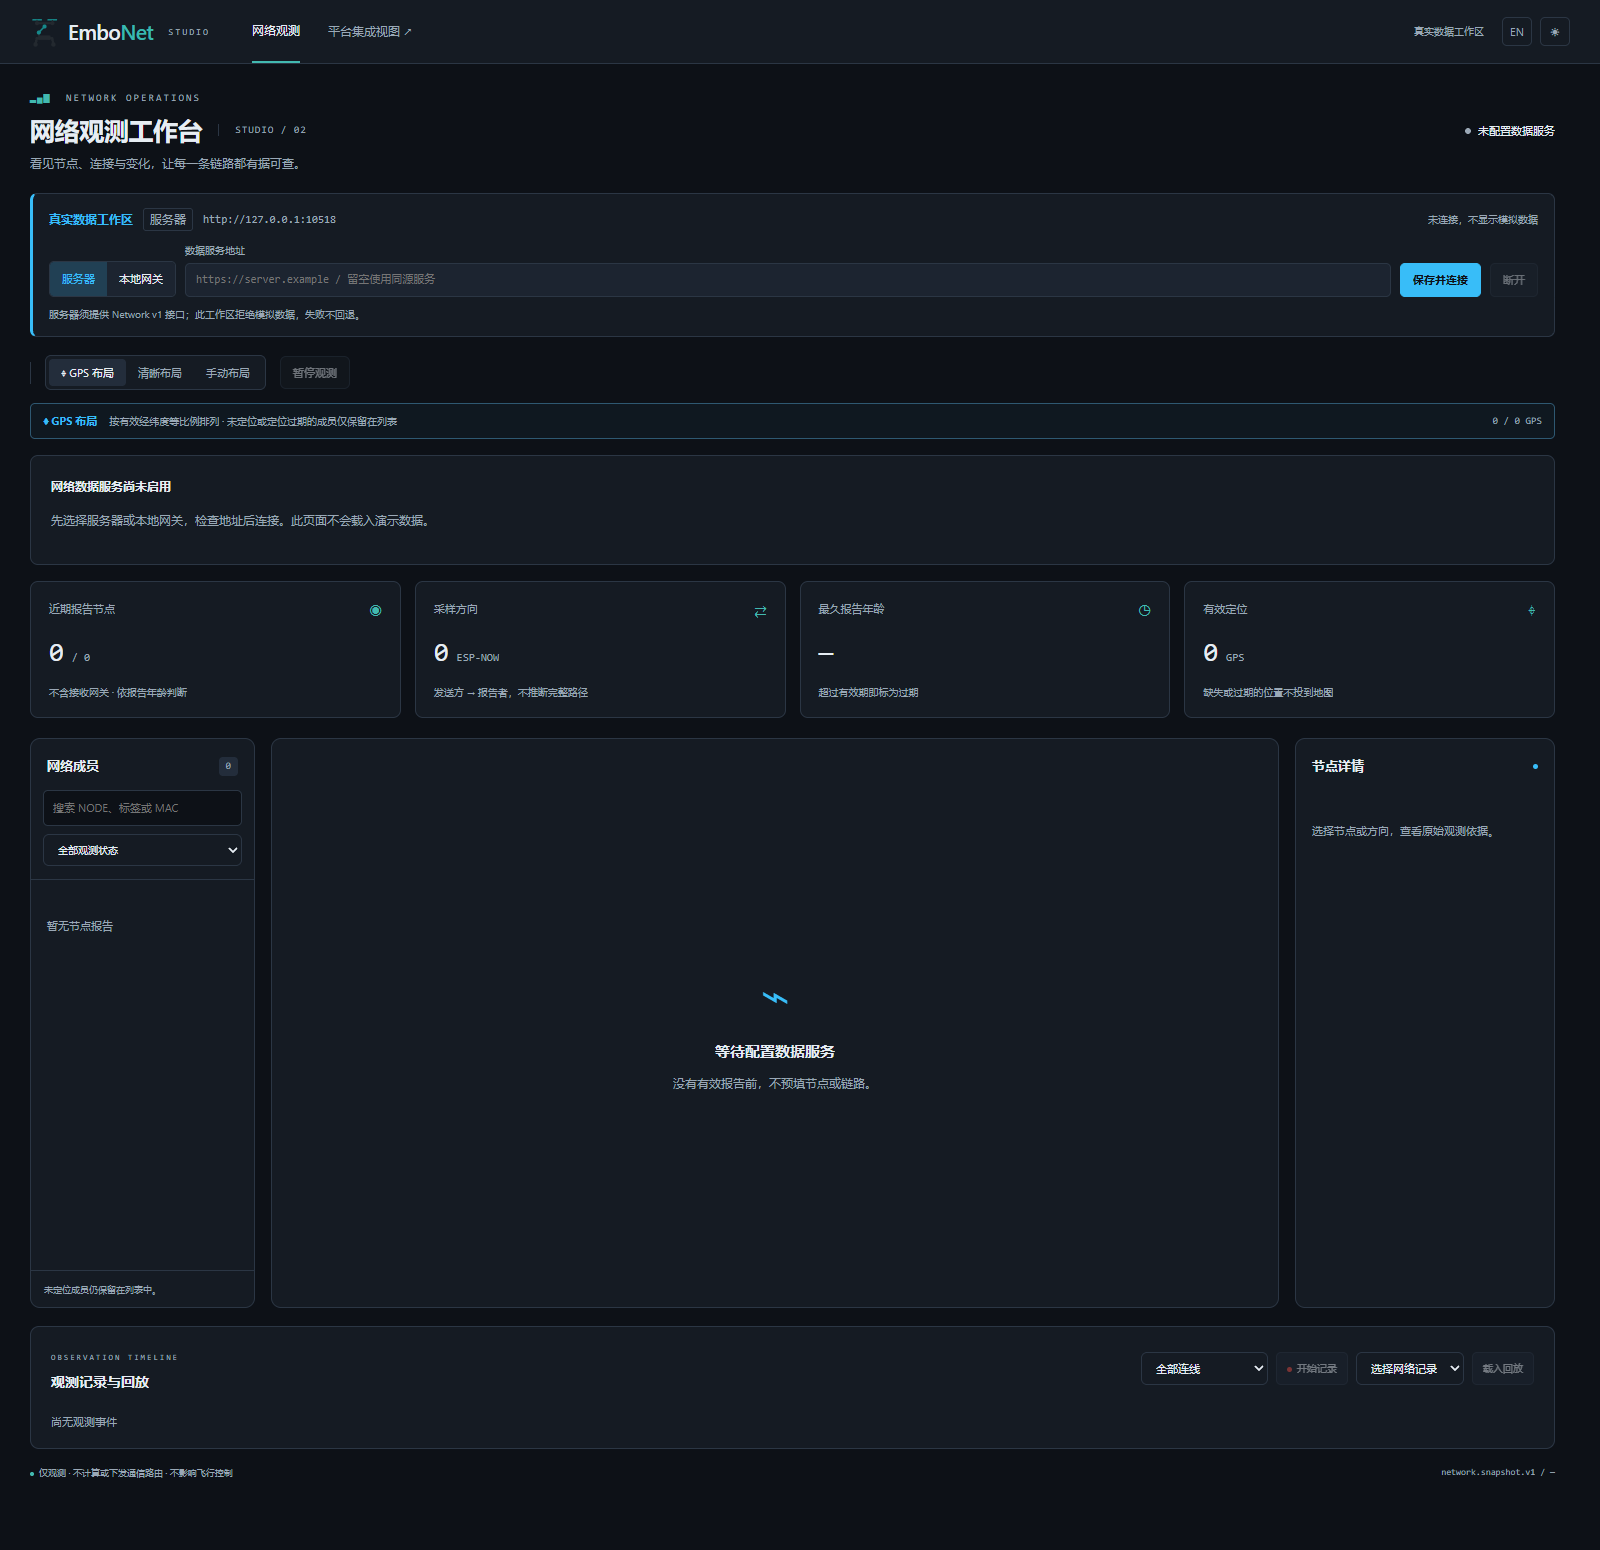 EmboNet STUDIO 网络观测 平台集成视图 ↗ 真实数据工作区 EN
NETWORK OPERATIONS
网络观测工作台 STUDIO / 02 未配置数据服务
看见节点、连接与变化，让每一条链路都有据可查。
真实数据工作区 服务器 http://127.0.0.1:10518 未连接，不显示模拟数据
数据服务地址
服务器 本地网关 https://server.example / 留空使用同源服务 保存并连接 断开
服务器须提供 Network v1 接口；此工作区拒绝模拟数据，失败不回退。
GPS 布局 清晰布局 手动布局 暂停观测
GPS 布局 按有效经纬度等比例排列 · 未定位或定位过期的成员仅保留在列表 0 / 0 GPS
网络数据服务尚未启用
先选择服务器或本地网关，检查地址后连接。此页面不会载入演示数据。
近期报告节点
0 / 0
不含接收网关 · 依报告年龄判断
采样方向
0 ESP-NOW
发送方 → 报告者，不推断完整路径
最久报告年龄
—
超过有效期即标为过期
有效定位
0 GPS
缺失或过期的位置不投到地图
网络成员 0
搜索 NODE、标签或 MAC
全部观测状态
暂无节点报告
未定位成员仍保留在列表中。
等待配置数据服务
没有有效报告前，不预填节点或链路。
节点详情
选择节点或方向，查看原始观测依据。
OBSERVATION TIMELINE
观测记录与回放
全部连线 开始记录 选择网络记录 载入回放
尚无观测事件
仅观测 · 不计算或下发通信路由 · 不影响飞行控制 network.snapshot.v1 / —